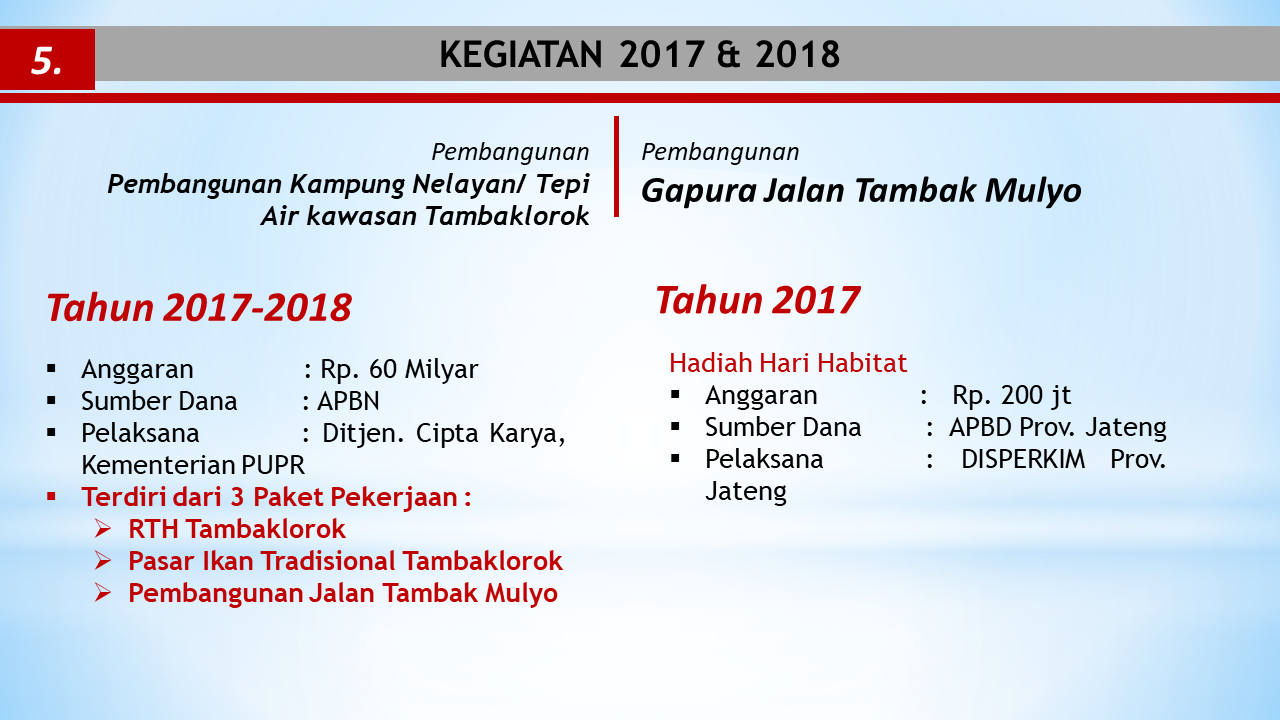 5.
KEGIATAN 2017 & 2018
Pembangunan
Pembangunan Kampung Nelayan/ Tepi
Air kawasan Tambaklorok
Pembangunan
Gapura Jalan Tambak Mulyo
Tahun 2017-2018
▪ Anggaran : Rp. 60 Milyar
▪ Sumber Dana : APBN
▪ Pelaksana : Ditjen. Cipta Karya,
Kementerian PUPR
▪ Terdiri dari 3 Paket Pekerjaan :
➢ RTH Tambaklorok
➢ Pasar Ikan Tradisional Tambaklorok
➢ Pembangunan Jalan Tambak Mulyo
Tahun 2017
Hadiah Hari Habitat
▪ Anggaran : Rp. 200 jt
▪ Sumber Dana : APBD Prov. Jateng
▪ Pelaksana : DISPERKIM Prov.
Jateng